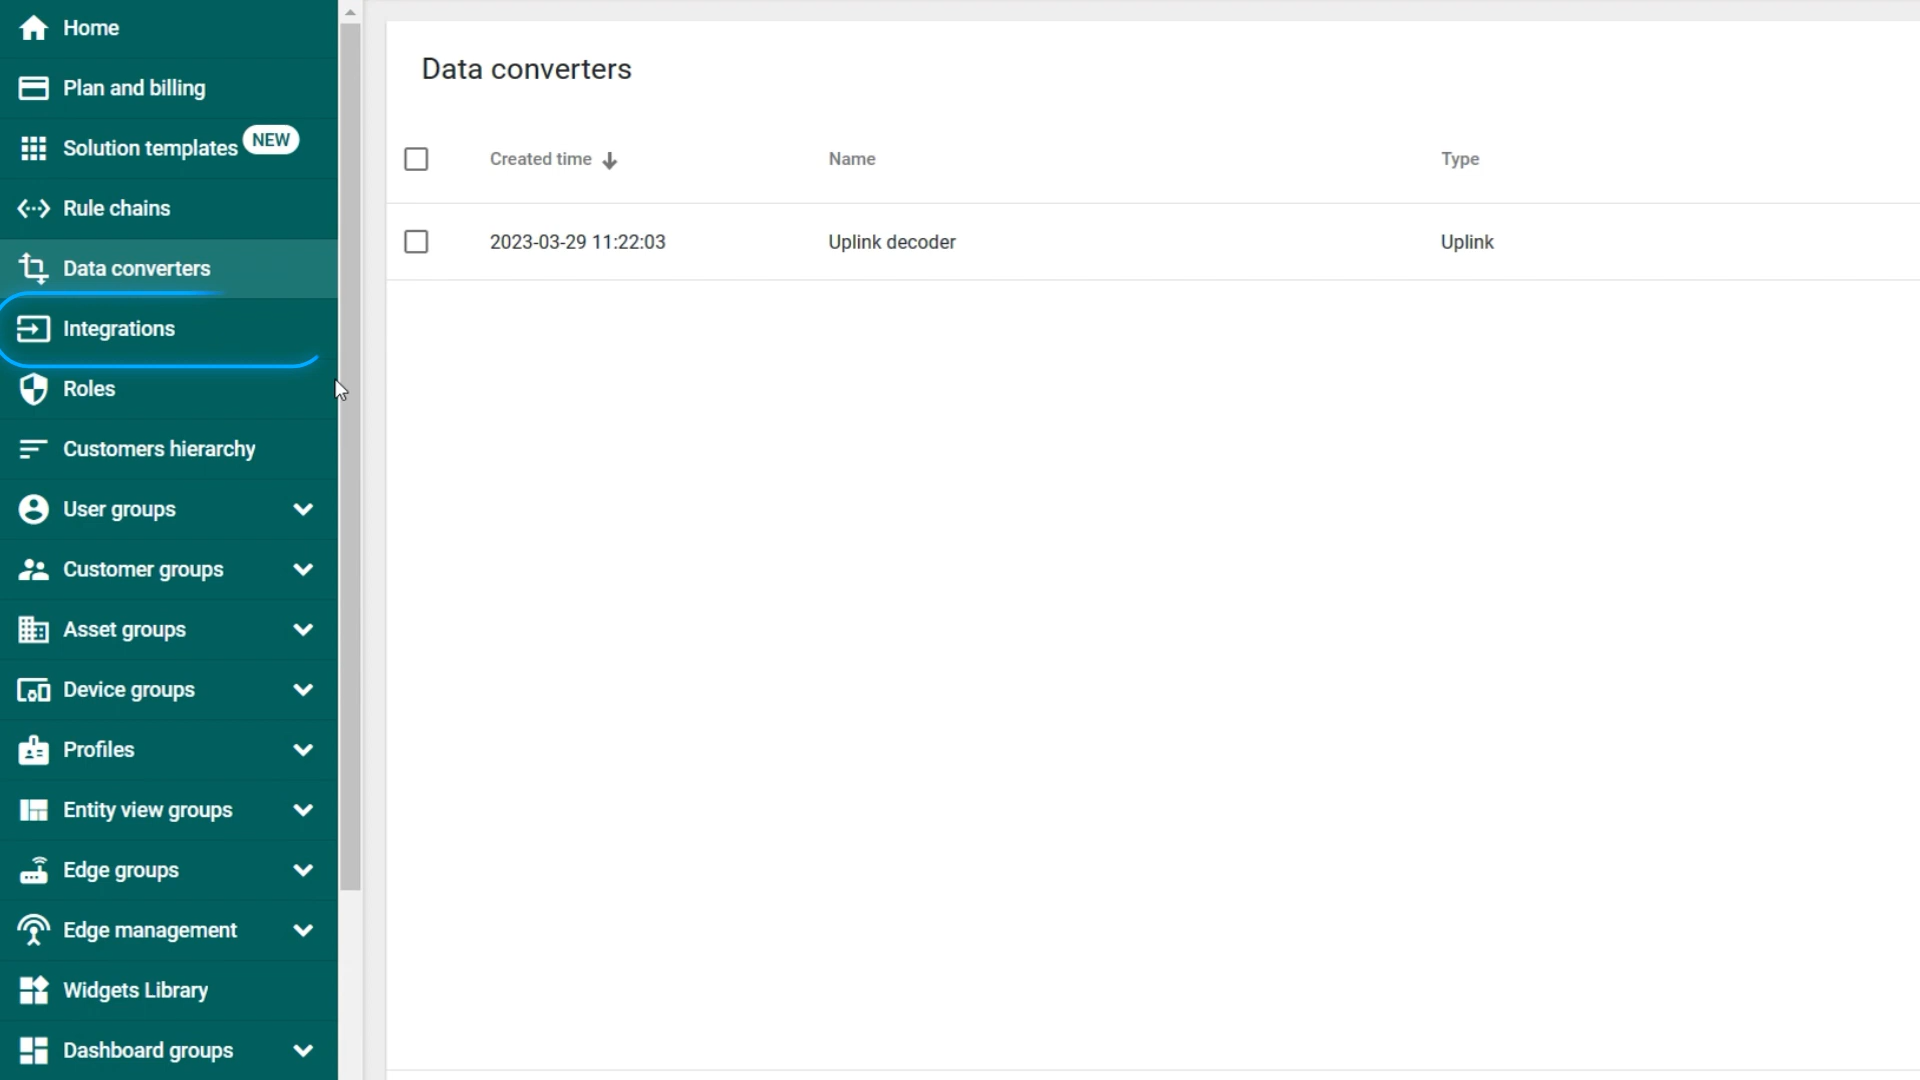 Home
Plan and billing
Solution templates NEW
Rule chains
Data converters
Integrations
Roles
Customers hierarchy
User groups
Customer groups
Asset groups
Device groups
Profiles
Entity view groups
Edge groups
Edge management
Widgets Library
Dashboard groups
Data converters
Created time Name Type
2023-03-29 11:22:03 Uplink decoder Uplink